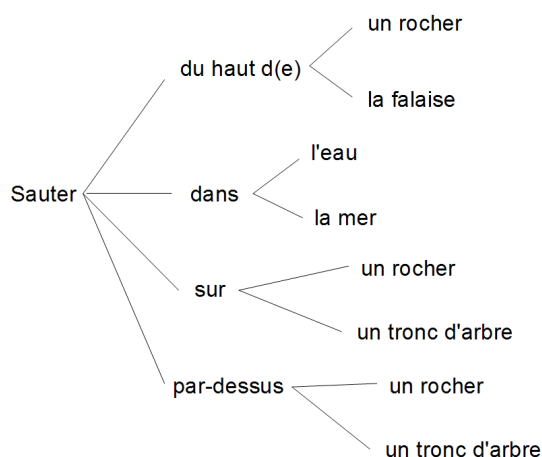 un rocher
du haut d(e)
la falaise
l'eau
Sauter
dans
la mer
un rocher
sur
un tronc d'arbre
par-dessus
un rocher
un tronc d'arbre